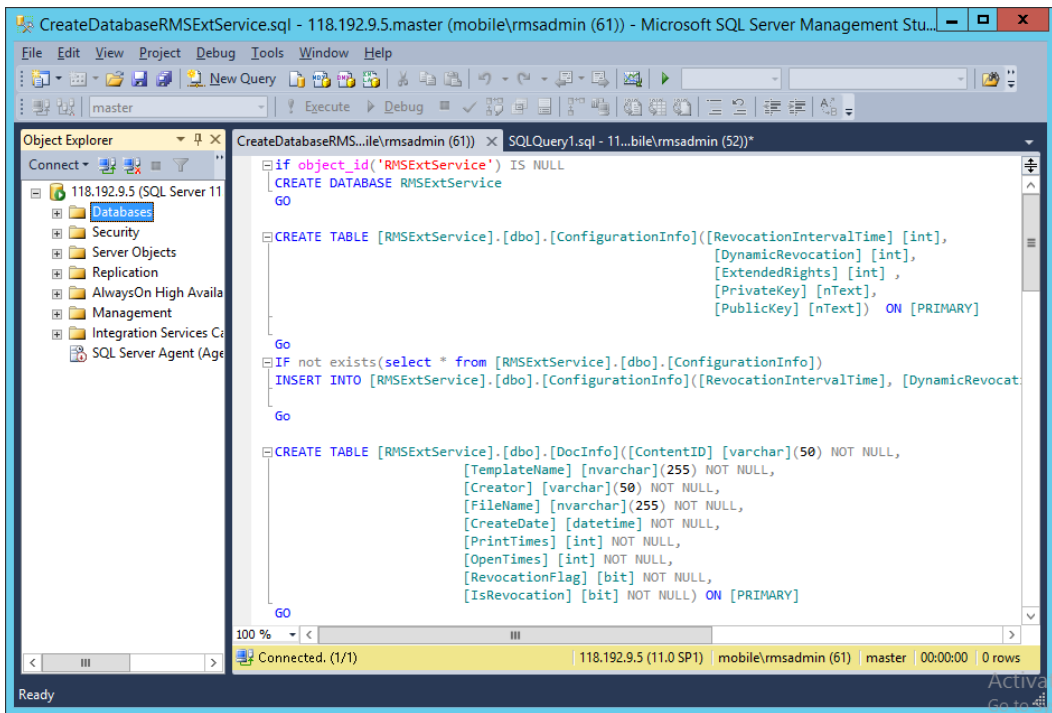 CreateDatabaseRMSExtService.sql - 118.192.9.5.master (mobile\rmsadmin (61)) - Microsoft SQL Server Management Stu...
File Edit View Project Debug Tools Window Help
New Query
master Execute Debug
Object Explorer
Connect
118.192.9.5 (SQL Server 11
Databases
Security
Server Objects
Replication
AlwaysOn High Availa
Management
Integration Services Ca
SQL Server Agent (Age
CreateDatabaseRMS...ile\rmsadmin (61)) SQLQuery1.sql - 11...bile\rmsadmin (52))*
if object_id('RMSExtService') IS NULL
CREATE DATABASE RMSExtService
GO
CREATE TABLE [RMSExtService].[dbo].[ConfigurationInfo]([RevocationIntervalTime] [int],
[DynamicRevocation] [int],
[ExtendedRights] [int] ,
[PrivateKey] [nText],
[PublicKey] [nText]) ON [PRIMARY]
Go
IF not exists(select * from [RMSExtService].[dbo].[ConfigurationInfo])
INSERT INTO [RMSExtService].[dbo].[ConfigurationInfo]([RevocationIntervalTime], [DynamicRevocat
Go
CREATE TABLE [RMSExtService].[dbo].[DocInfo]([ContentID] [varchar](50) NOT NULL,
[TemplateName] [nvarchar](255) NOT NULL,
[Creator] [varchar](50) NOT NULL,
[FileName] [nvarchar](255) NOT NULL,
[CreateDate] [datetime] NOT NULL,
[PrintTimes] [int] NOT NULL,
[OpenTimes] [int] NOT NULL,
[RevocationFlag] [bit] NOT NULL,
[IsRevocation] [bit] NOT NULL) ON [PRIMARY]
GO
100 %
Connected. (1/1) 118.192.9.5 (11.0 SP1) mobile\rmsadmin (61) master 00:00:00 0 rows
Activa
Ready
Go to